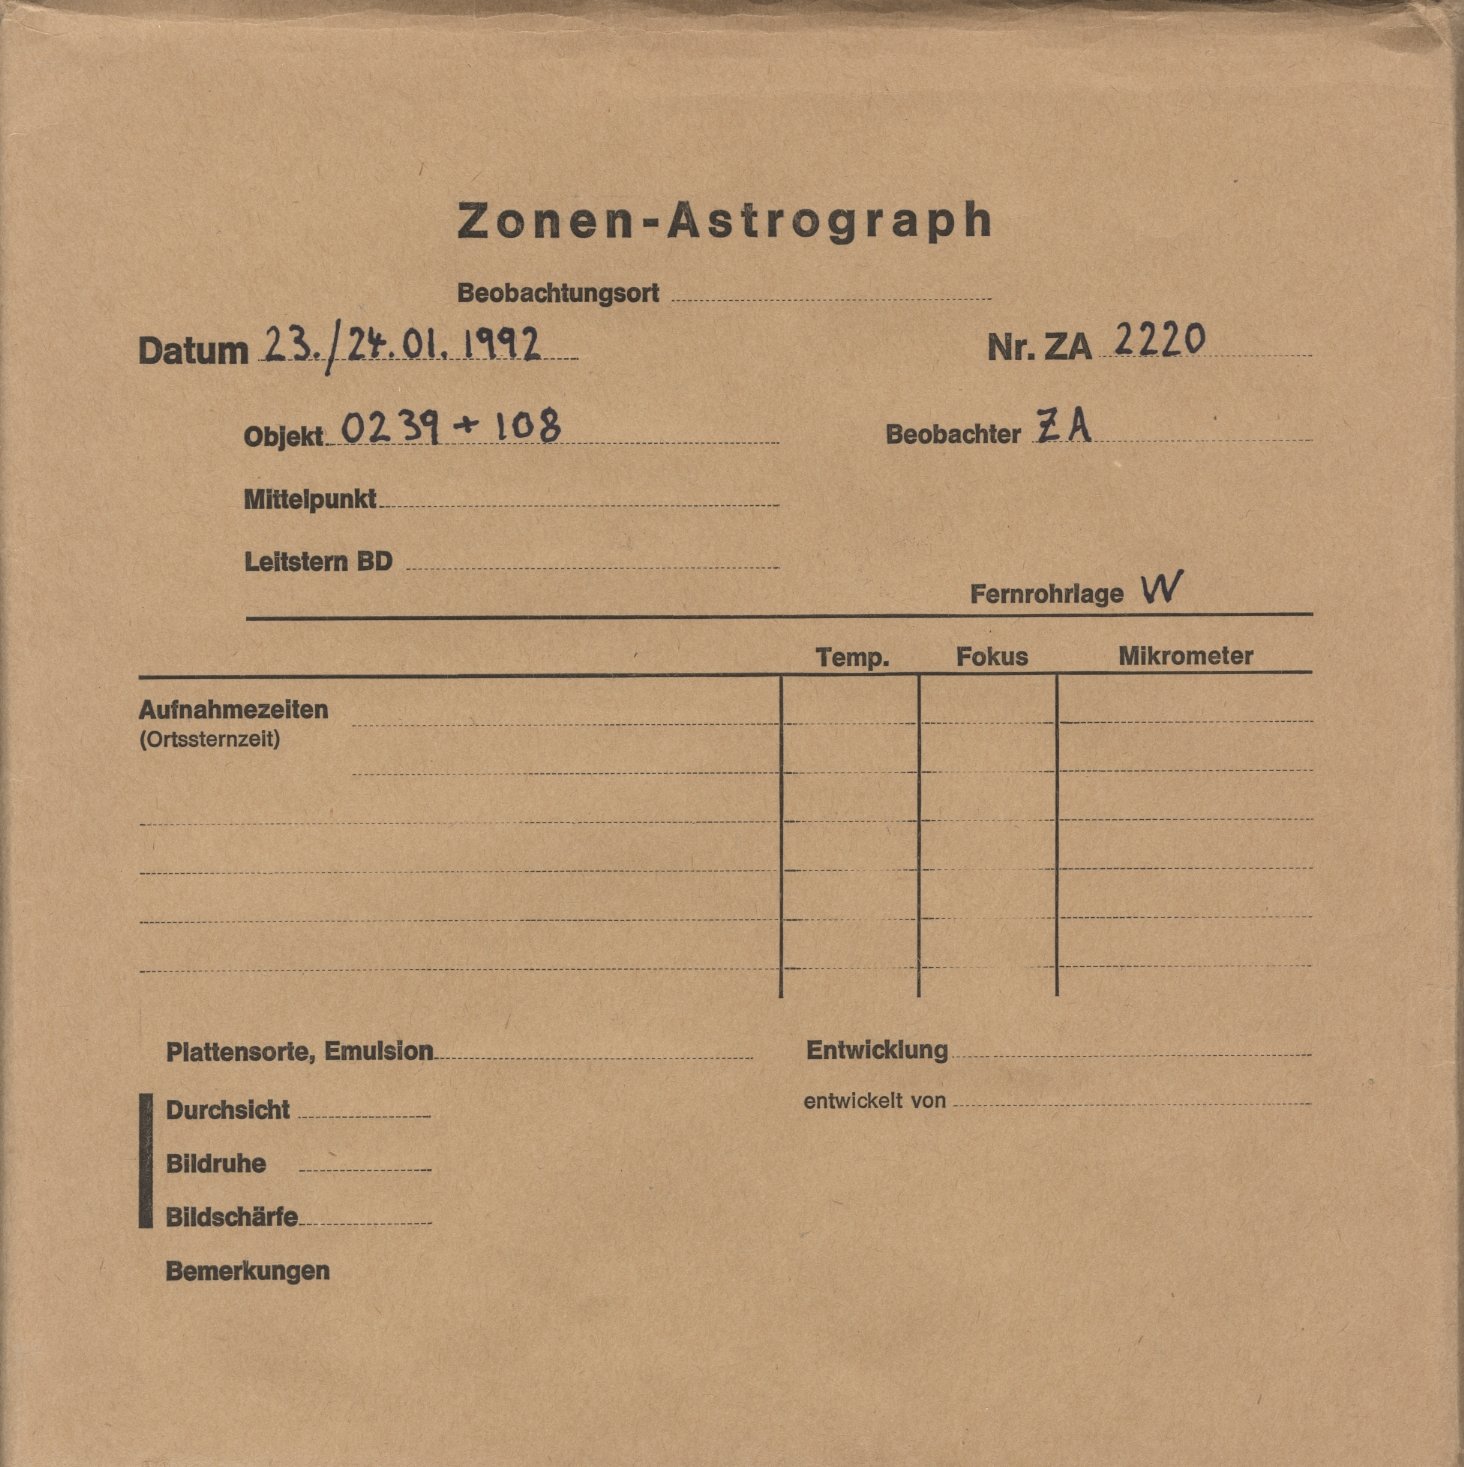 Zonen-Astrograph
Beobachtungsort
Datum 23./24.01.1992 Nr. ZA 2220
Objekt 0239 + 108 Beobachter ZA
Mittelpunkt
Leitstern BD
Fernrohrlage W
Temp. Fokus Mikrometer
Aufnahmezeiten
(Ortssternzeit)
Plattensorte, Emulsion Entwicklung
Durchsicht entwickelt von
Bildruhe
Bildschärfe
Bemerkungen